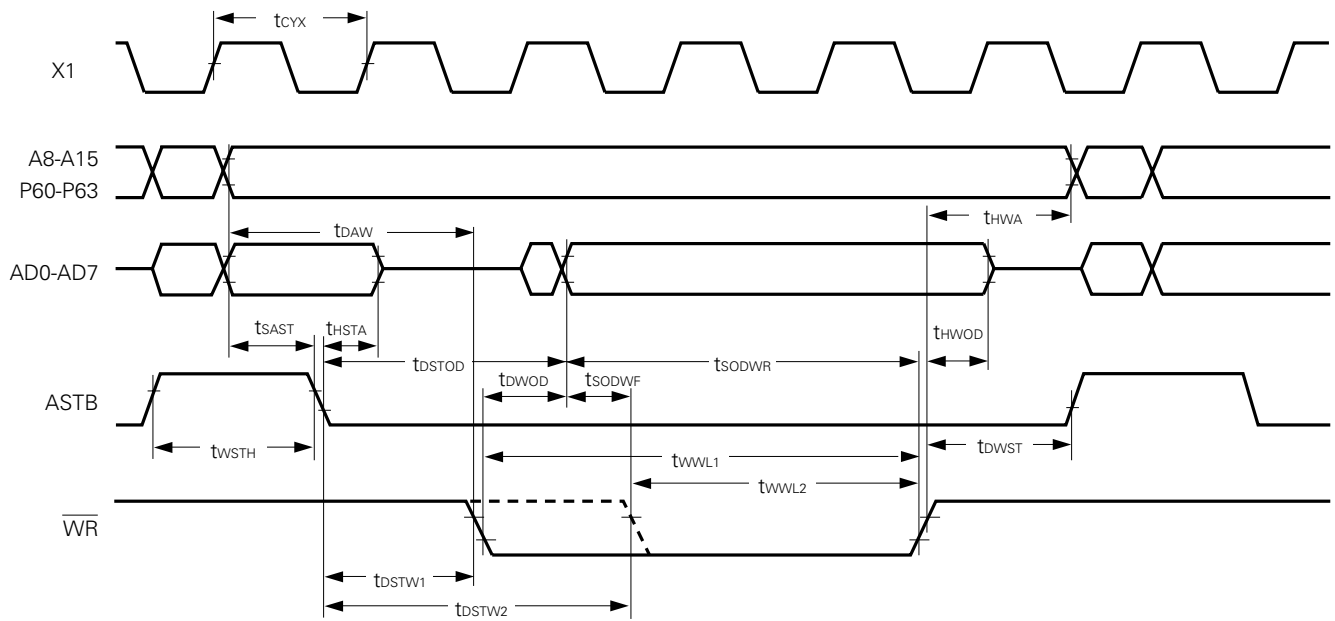 tCYX
X1
A8-A15
P60-P63
tHWA
tDAW
AD0-AD7
tSAST
tHSTA
tHWOD
tDSTOD
tSODWR
tDWOD
tSODWF
ASTB
tWSTH
tDWST
tWWL1
tWWL2
WR
tDSTW1
tDSTW2